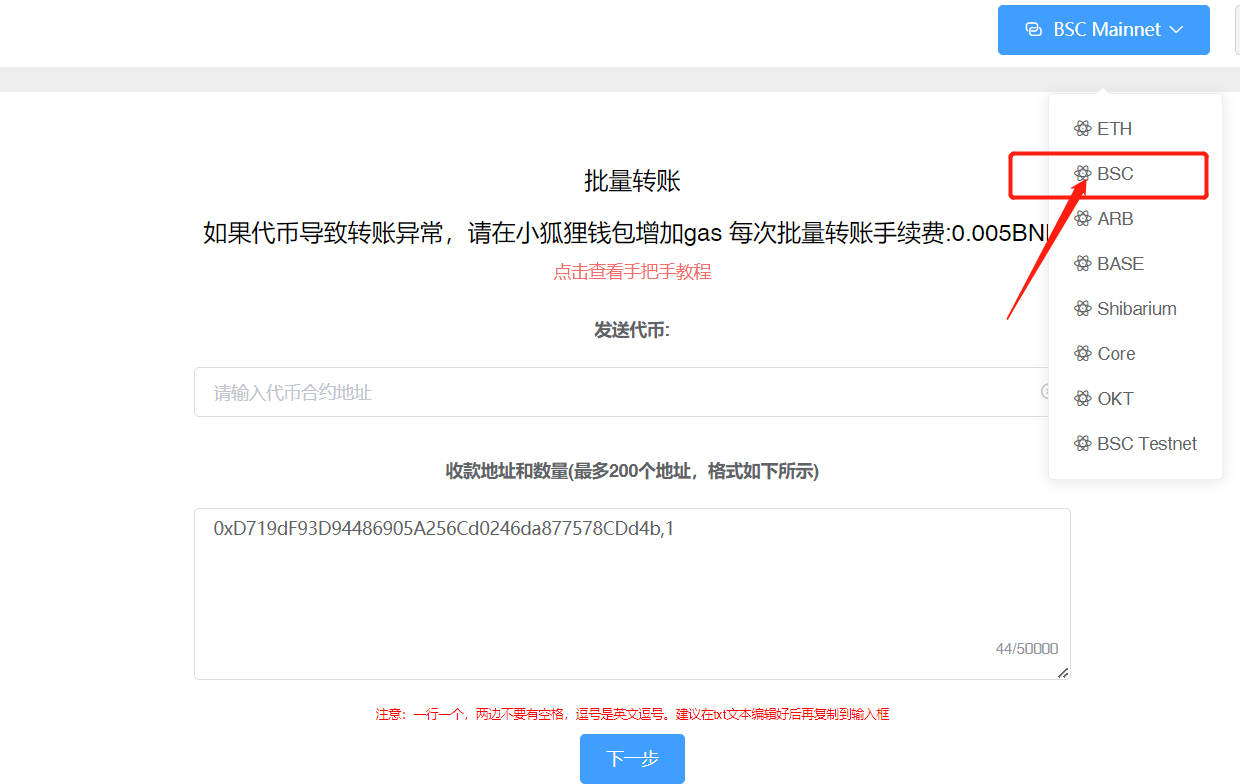 BSC Mainnet
ETH
BSC
ARB
BASE
Shibarium
Core
OKT
BSC Testnet
批量转账
如果代币导致转账异常，请在小狐狸钱包增加gas 每次批量转账手续费:0.005BN
点击查看手把手教程
发送代币:
请输入代币合约地址
收款地址和数量(最多200个地址，格式如下所示)
0xD719dF93D94486905A256Cd0246da877578CDd4b,1
44/50000
注意：一行一个，两边不要有空格，逗号是英文逗号。建议在txt文本编辑好后再复制到输入框
下一步